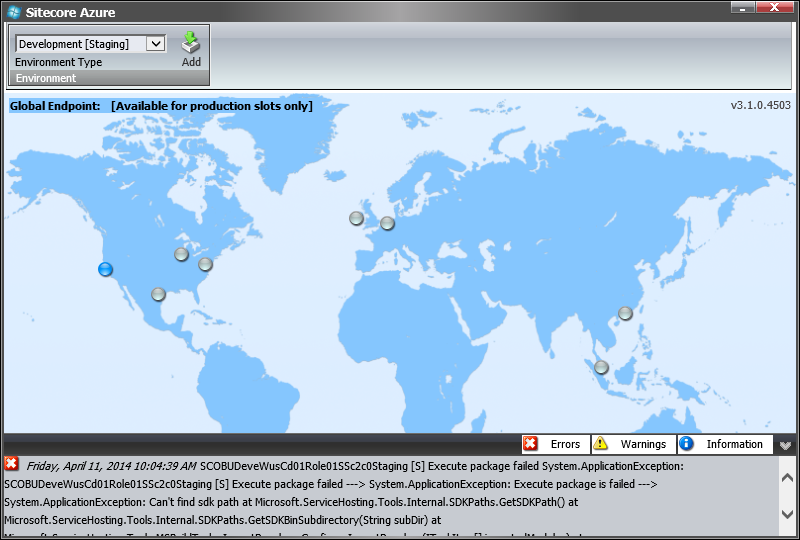 Sitecore Azure
Development [Staging]
Environment Type
Add
Environment
Global Endpoint: [Available for production slots only]
v3.1.0.4503
Errors
Warnings
Information
Friday, April 11, 2014 10:04:39 AM SCOBUDeveWusCd01Role01SSc2c0Staging [S] Execute package failed System.ApplicationException:
SCOBUDeveWusCd01Role01SSc2c0Staging [S] Execute package failed ---> System.ApplicationException: Execute package is failed --->
System.ApplicationException: Can't find sdk path at Microsoft.ServiceHosting.Tools.Internal.SDKPaths.GetSDKPath() at
Microsoft.ServiceHosting.Tools.Internal.SDKPaths.GetSDKBinSubdirectory(String subDir) at